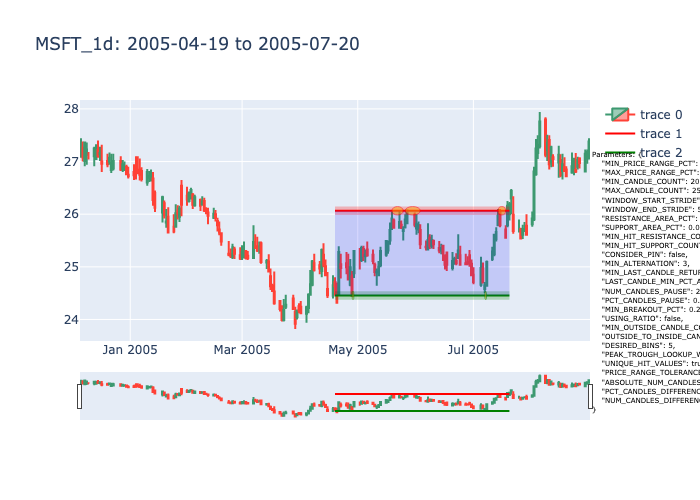 MSFT_1d: 2005-04-19 to 2005-07-20
28
27
26
25
24
Jan 2005
Mar 2005
May 2005
Jul 2005
trace 0
trace 1
trace 2
Parameters: {
"MIN_PRICE_RANGE_PCT":
"MAX_PRICE_RANGE_PCT":
"MIN_CANDLE_COUNT": 20
"MAX_CANDLE_COUNT": 25
"WINDOW_START_STRIDE"
"WINDOW_END_STRIDE": 5
"RESISTANCE_AREA_PCT":
"SUPPORT_AREA_PCT": 0.0
"MIN_HIT_RESISTANCE_CO
"MIN_HIT_SUPPORT_COUNT
"CONSIDER_PIN": false,
"MIN_ALTERNATION": 3,
"MIN_LAST_CANDLE_RETUR
"LAST_CANDLE_MIN_PCT_A
"NUM_CANDLES_PAUSE": 2
"PCT_CANDLES_PAUSE": 0.
"MIN_BREAKOUT_PCT": 0.2
"USING_RATIO": false,
"MIN_OUTSIDE_CANDLE_CO
"OUTSIDE_TO_INSIDE_CAN
"DESIRED_BINS": 5,
"PEAK_TROUGH_LOOKUP_W
"UNIQUE_HIT_VALUES": tru
"PRICE_RANGE_TOLERANC
"ABSOLUTE_NUM_CANDLES
"PCT_CANDLES_DIFFERENC
"NUM_CANDLES_DIFFEREN
}